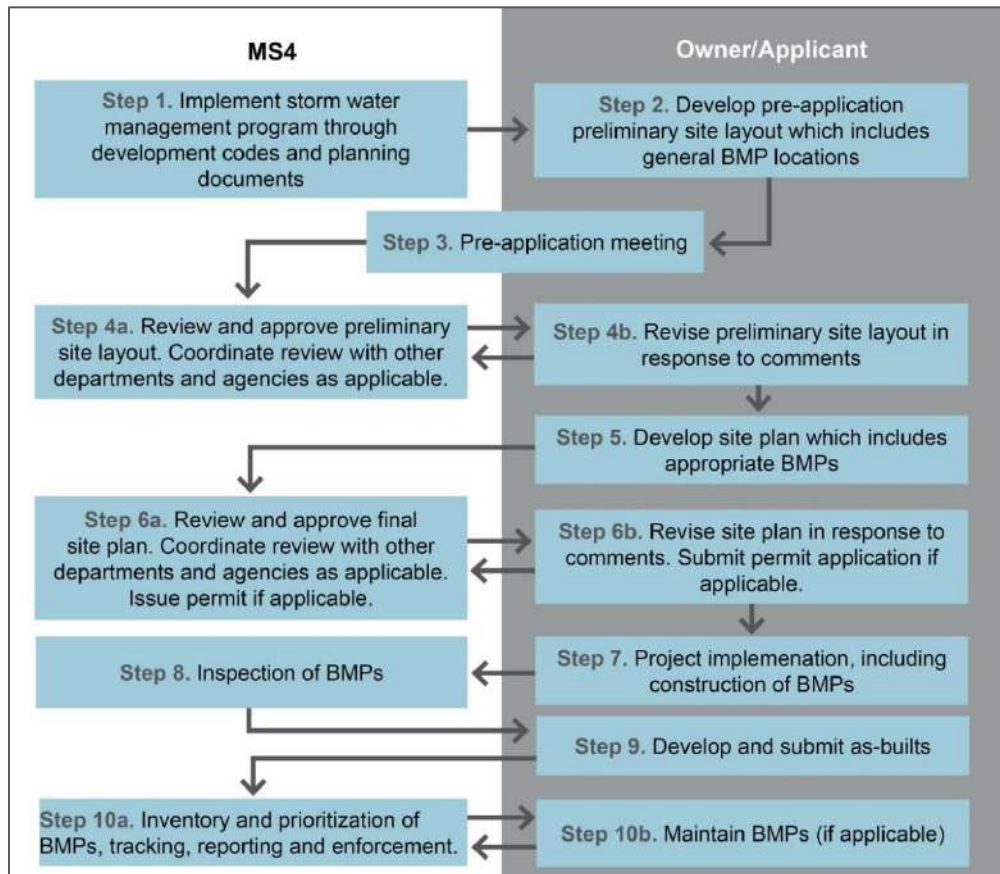 MS4
Owner/Applicant
Step 1. Implement storm water
management program through
development codes and planning
documents
Step 2. Develop pre-application
preliminary site layout which includes
general BMP locations
Step 3. Pre-application meeting
Step 4a. Review and approve preliminary
site layout. Coordinate review with other
departments and agencies as applicable.
Step 4b. Revise preliminary site layout in
response to comments
Step 5. Develop site plan which includes
appropriate BMPs
Step 6a. Review and approve final
site plan. Coordinate review with other
departments and agencies as applicable.
Issue permit if applicable.
Step 6b. Revise site plan in response to
comments. Submit permit application if
applicable.
Step 7. Project implemenation, including
construction of BMPs
Step 8. Inspection of BMPs
Step 9. Develop and submit as-builts
Step 10a. Inventory and prioritization of
BMPs, tracking, reporting and enforcement.
Step 10b. Maintain BMPs (if applicable)